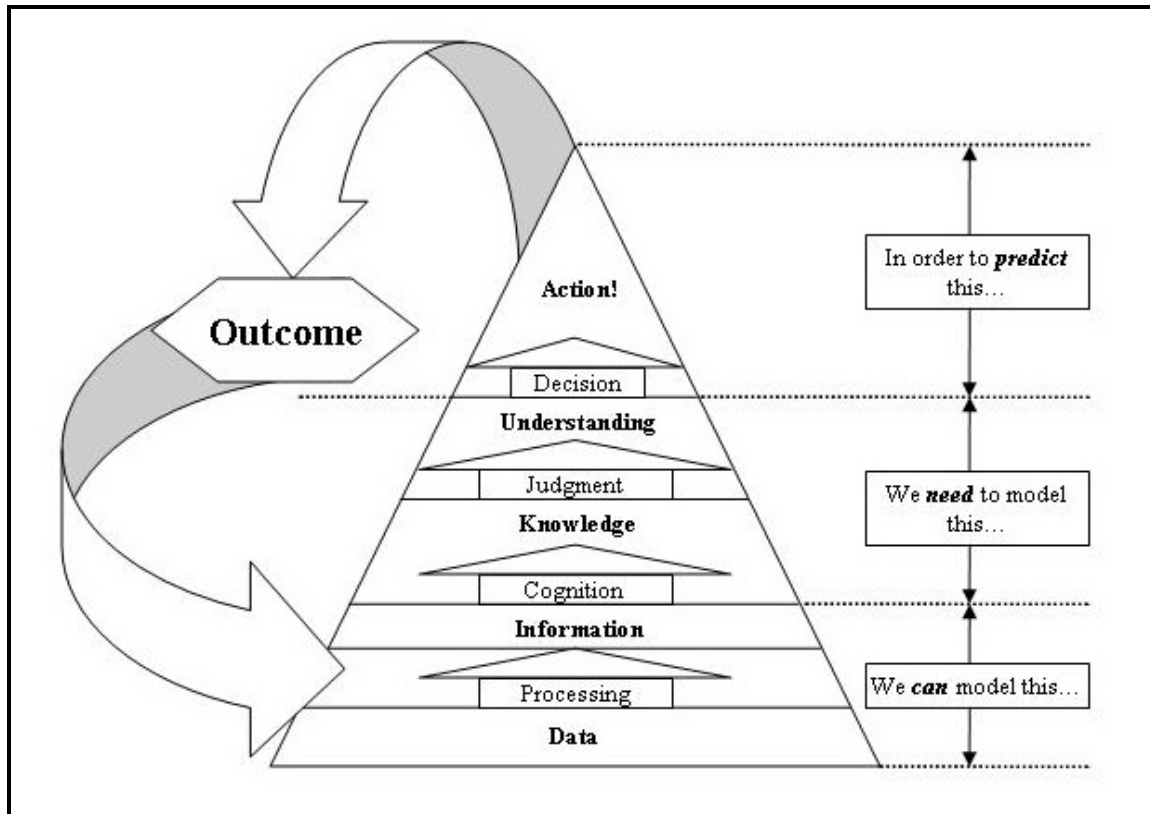 In order to predict
this...
Action!
Outcome
Decision
Understanding
We need to model
this...
Judgment
Knowledge
Cognition
Information
We can model this...
Processing
Data